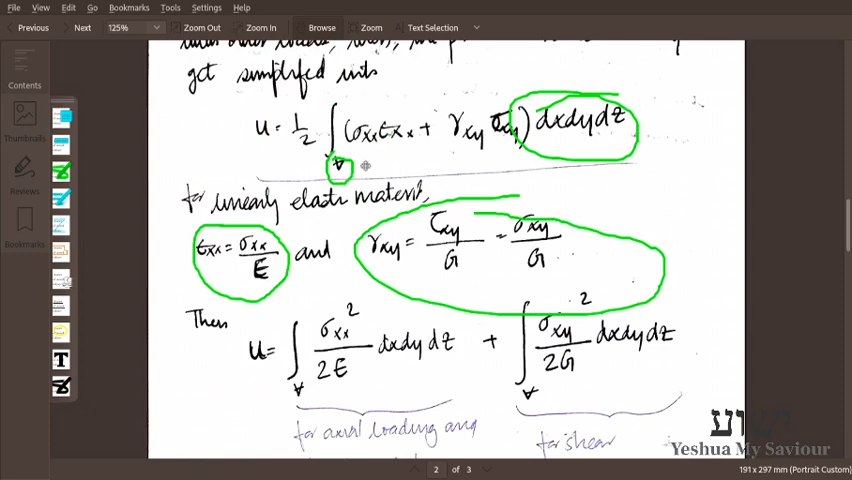 File Edit View Bookmarks Tools Settings Help
Previous Next 125% Zoom Out Zoom In Browse Zoom Text Selection
Contents
Thumbnails
Reviews
Bookmarks
get simplified into
u = 1/2 ∫∀ (σxx εxx + γxy σxy) dxdydz
for linearly elastic material,
εxx = σxx/E and γxy = τxy/G = σxy/G
Then
U = ∫∀ σxx²/2E dxdydz + ∫∀ σxy²/2G dxdydz
for axial loading and
for shear
ישוע
Yeshua My Saviour
2 of 3
191 x 297 mm (Portrait Custom)
T